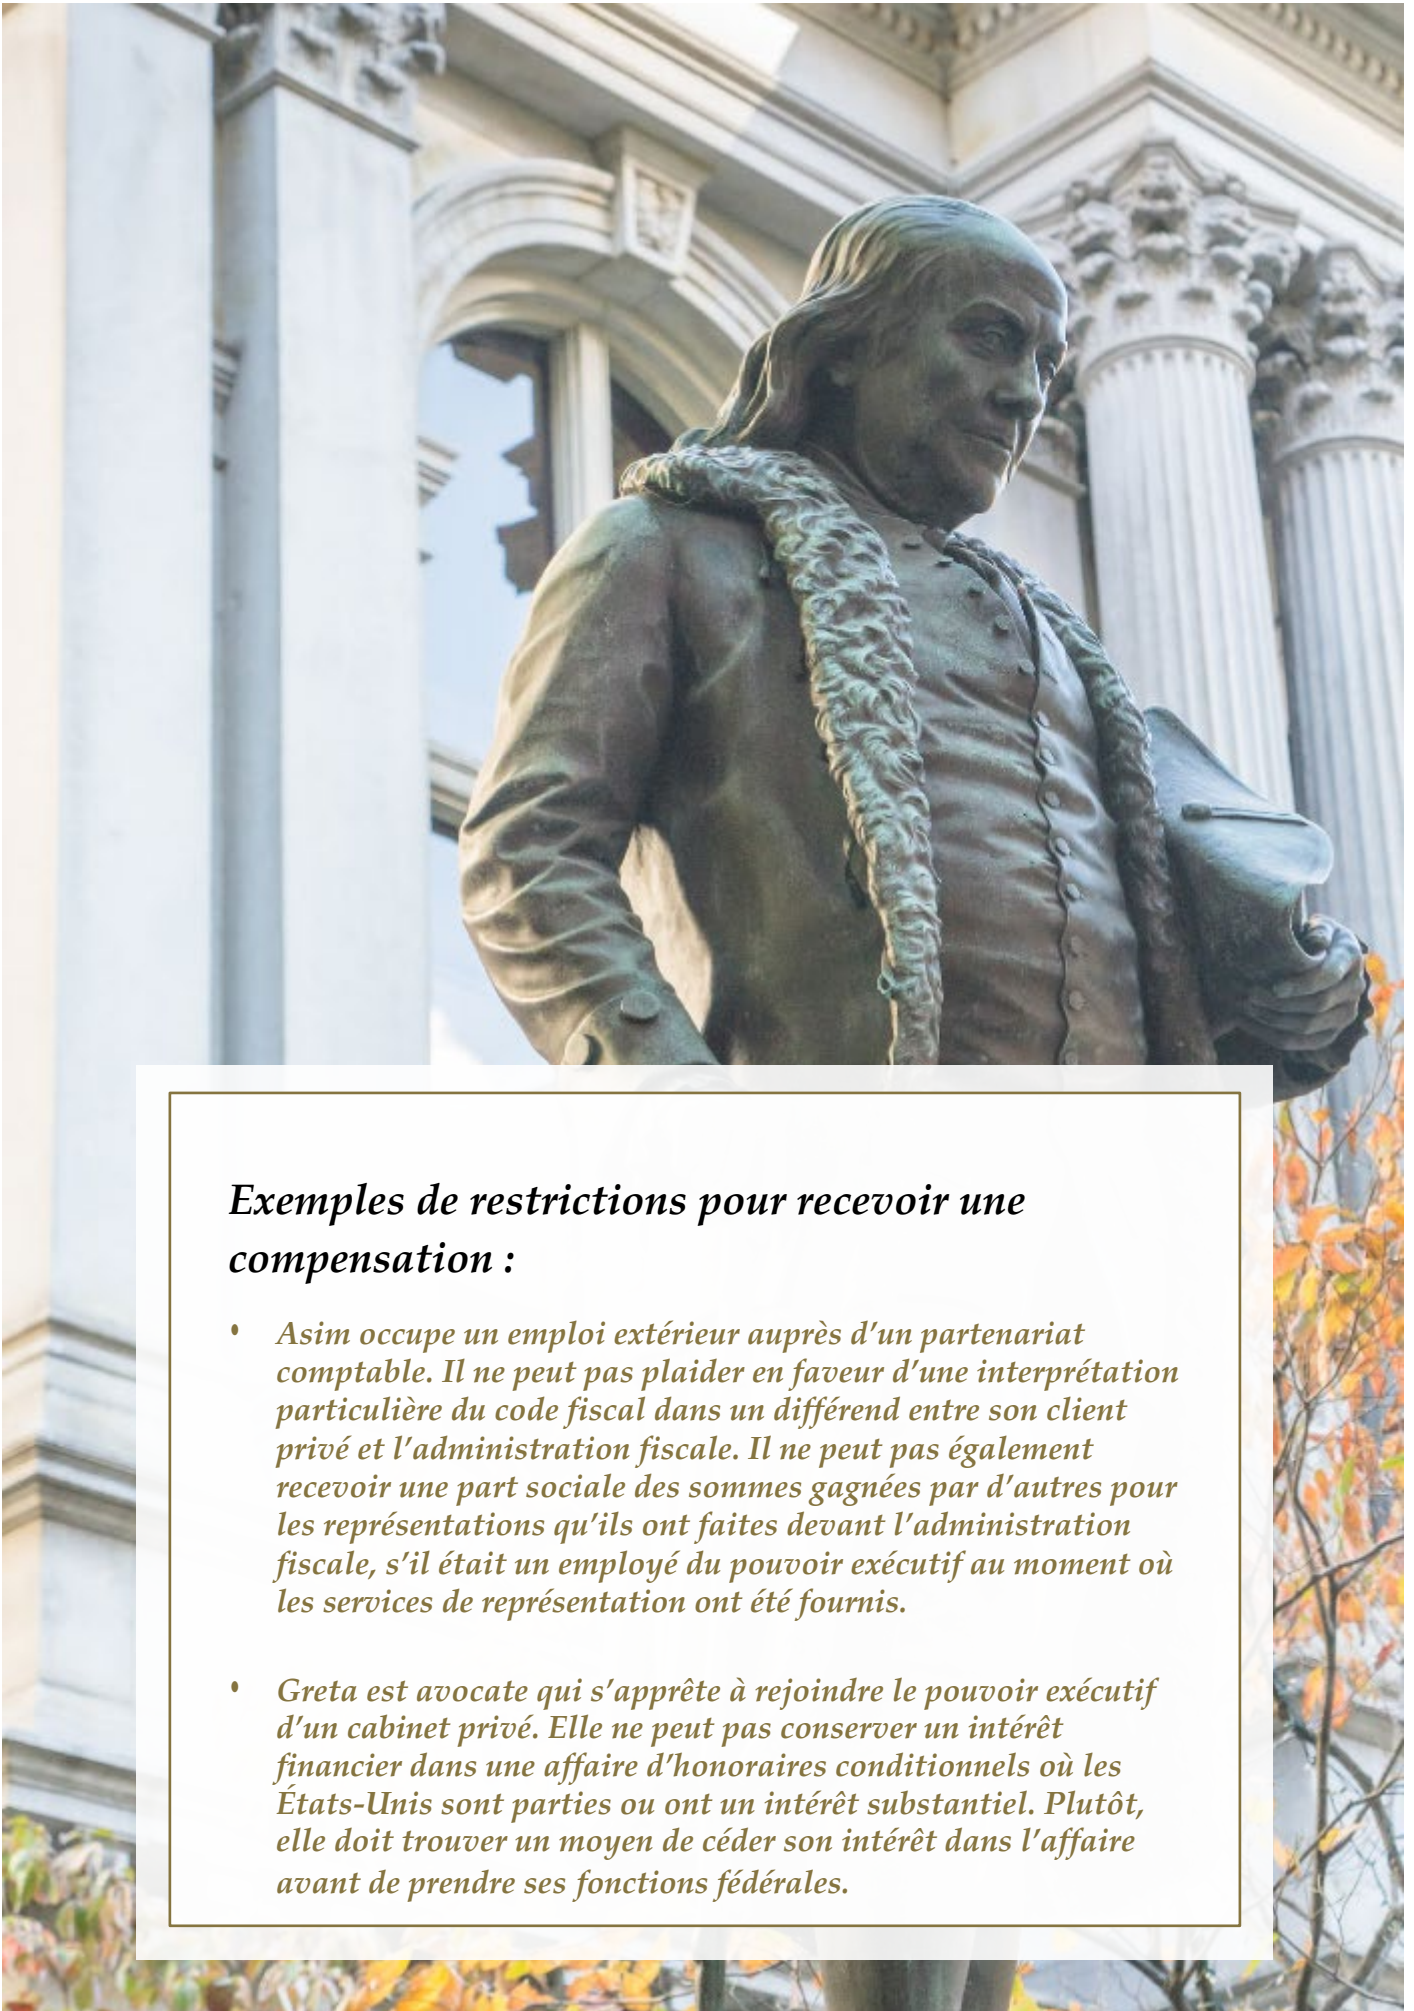 Exemples de restrictions pour recevoir une
compensation :
• Asim occupe un emploi extérieur auprès d’un partenariat
comptable. Il ne peut pas plaider en faveur d’une interprétation
particulière du code fiscal dans un différend entre son client
privé et l’administration fiscale. Il ne peut pas également
recevoir une part sociale des sommes gagnées par d’autres pour
les représentations qu’ils ont faites devant l’administration
fiscale, s’il était un employé du pouvoir exécutif au moment où
les services de représentation ont été fournis.
• Greta est avocate qui s’apprête à rejoindre le pouvoir exécutif
d’un cabinet privé. Elle ne peut pas conserver un intérêt
financier dans une affaire d’honoraires conditionnels où les
États-Unis sont parties ou ont un intérêt substantiel. Plutôt,
elle doit trouver un moyen de céder son intérêt dans l’affaire
avant de prendre ses fonctions fédérales.